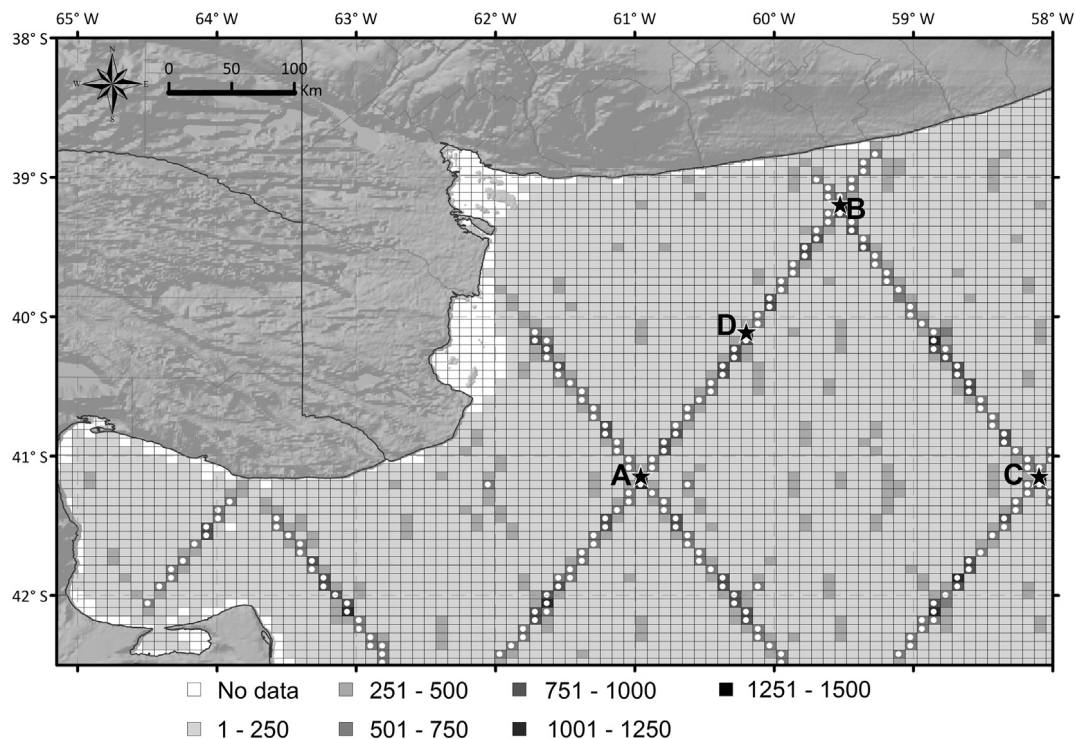 65° W 64° W 63° W 62° W 61° W 60° W 59° W 58° W
38° S
N
W E
S
0 50 100
Km
39° S
B
40° S
D
41° S
A
C
42° S
No data 251 - 500 751 - 1000 1251 - 1500
1 - 250 501 - 750 1001 - 1250